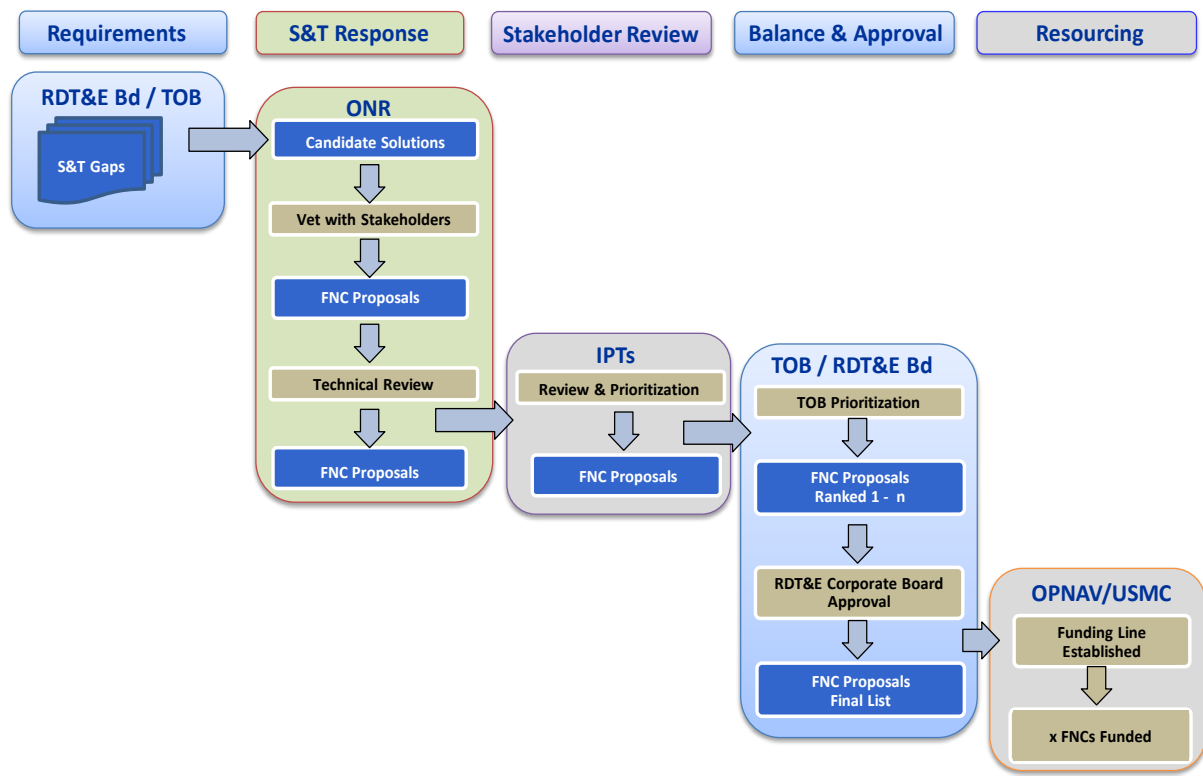 Requirements
S&T Response
Stakeholder Review
Balance & Approval
Resourcing
RDT&E Bd / TOB
S&T Gaps
ONR
Candidate Solutions
Vet with Stakeholders
FNC Proposals
Technical Review
FNC Proposals
IPTs
Review & Prioritization
FNC Proposals
TOB / RDT&E Bd
TOB Prioritization
FNC Proposals
Ranked 1 - n
RDT&E Corporate Board
Approval
FNC Proposals
Final List
OPNAV/USMC
Funding Line
Established
x FNCs Funded